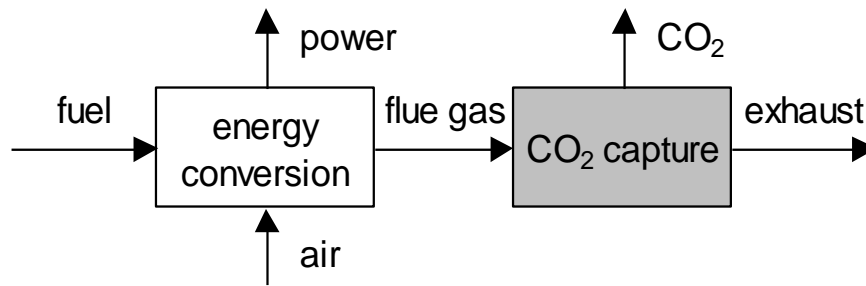 power
CO₂
fuel
energy
conversion
flue gas
CO₂ capture
exhaust
air